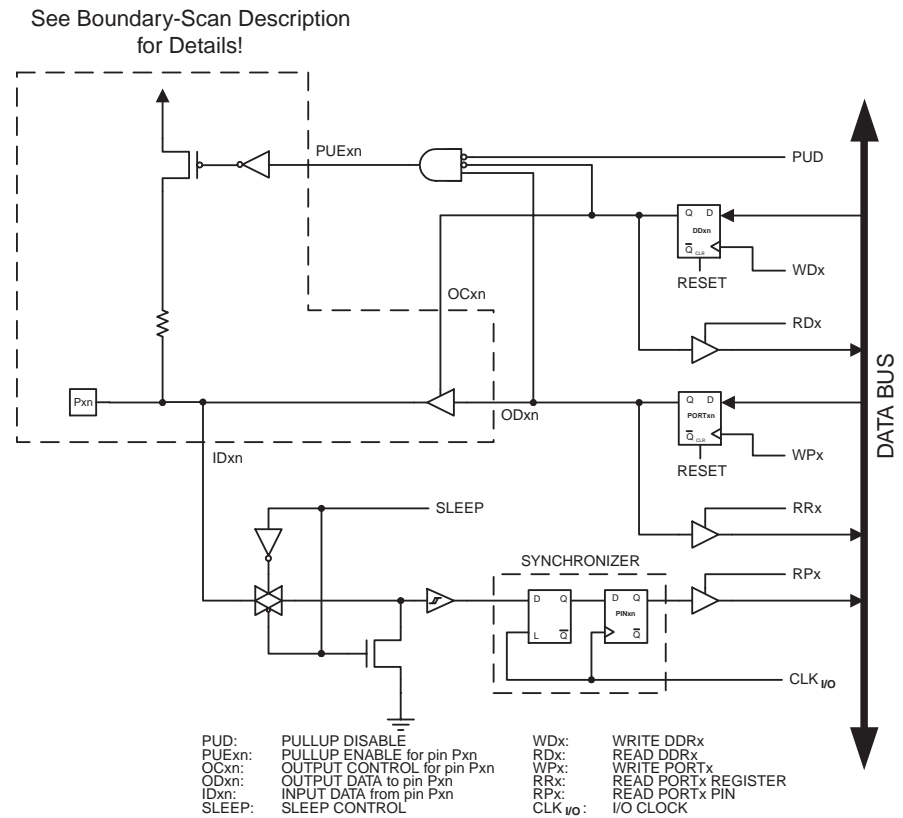 See Boundary-Scan Description
for Details!
PUExn
PUD
Q D
DDxn
Q
CLR
WDx
RESET
OCxn
RDx
Pxn
ODxn
Q D
PORTxn
Q
CLR
WPx
RESET
IDxn
DATA BUS
SLEEP
RRx
SYNCHRONIZER
RPx
D Q
L Q
D Q
PINxn
Q
CLK I/O
PUD: PULLUP DISABLE
PUExn: PULLUP ENABLE for pin Pxn
OCxn: OUTPUT CONTROL for pin Pxn
ODxn: OUTPUT DATA to pin Pxn
IDxn: INPUT DATA from pin Pxn
SLEEP: SLEEP CONTROL
WDx: WRITE DDRx
RDx: READ DDRx
WPx: WRITE PORTx
RRx: READ PORTx REGISTER
RPx: READ PORTx PIN
CLK I/O: I/O CLOCK